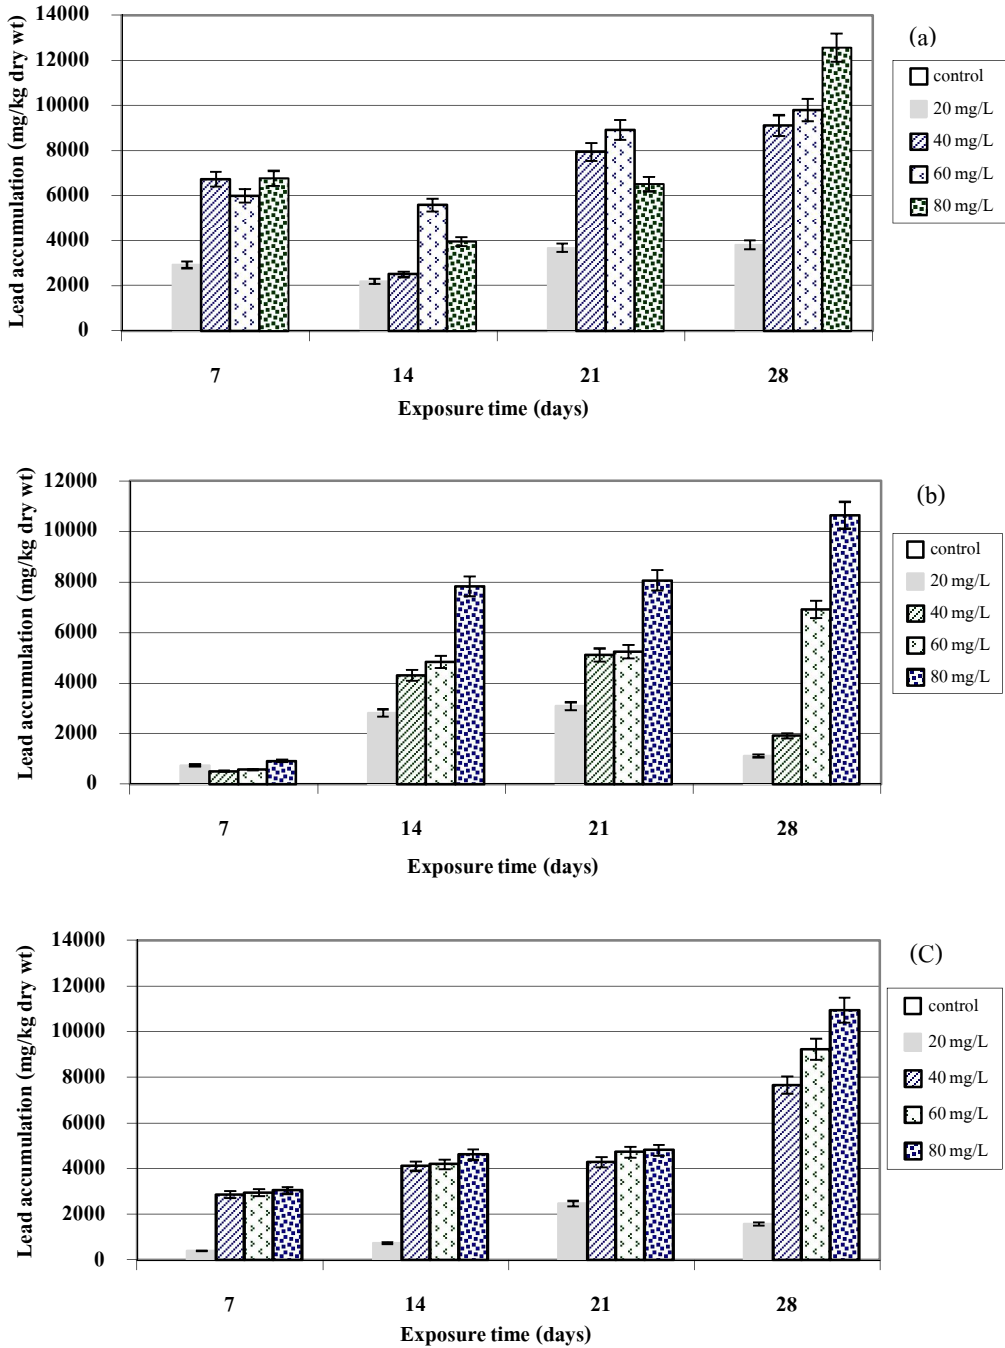 14000
12000
10000
8000
6000
4000
2000
0
Lead accumulation (mg/kg dry wt)
7 14 21 28
Exposure time (days)
(a)
control
20 mg/L
40 mg/L
60 mg/L
80 mg/L
12000
10000
8000
6000
4000
2000
0
Lead accumulation (mg/kg dry wt)
7 14 21 28
Exposure time (days)
(b)
control
20 mg/L
40 mg/L
60 mg/L
80 mg/L
14000
12000
10000
8000
6000
4000
2000
0
Lead accumulation (mg/kg dry wt)
7 14 21 28
Exposure time (days)
(C)
control
20 mg/L
40 mg/L
60 mg/L
80 mg/L